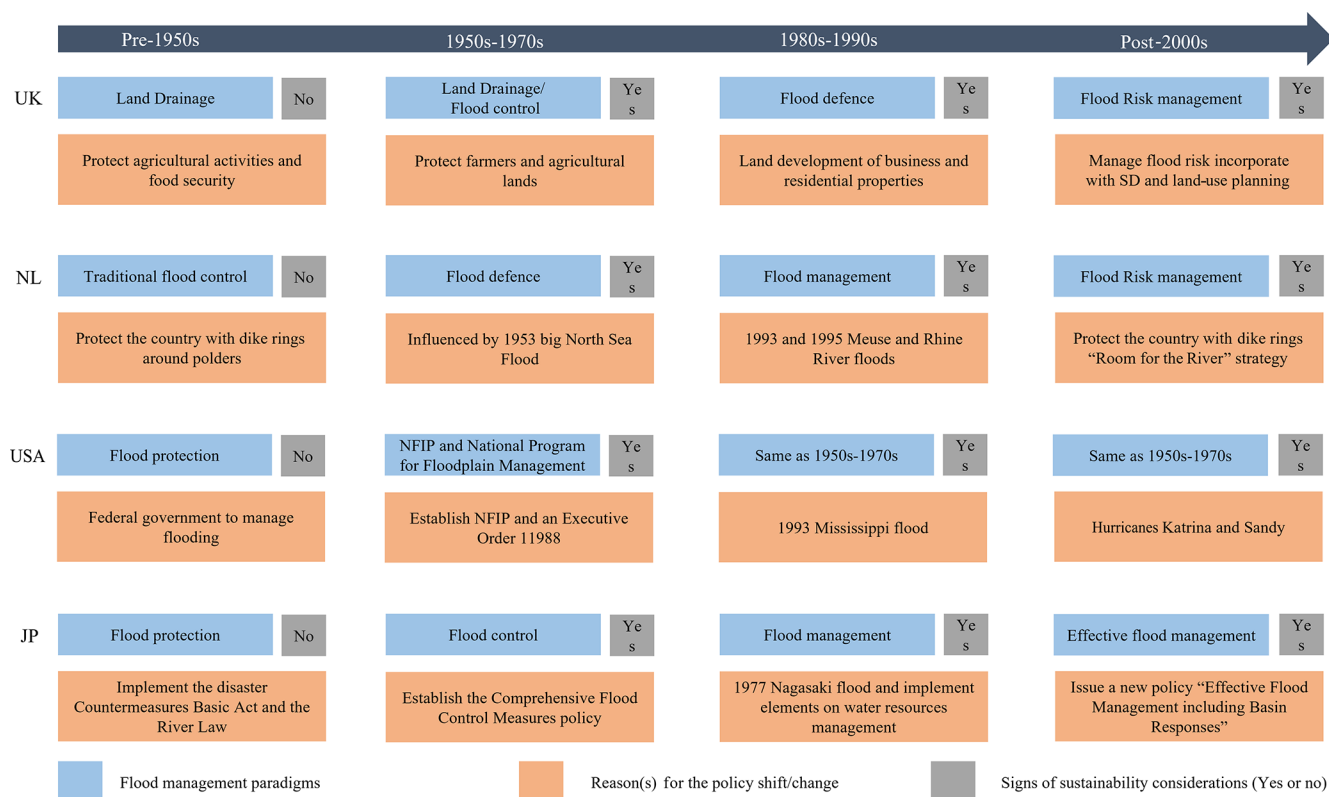 Pre-1950s
1950s-1970s
1980s-1990s
Post-2000s
UK
Land Drainage
No
Land Drainage/
Flood control
Ye
s
Flood defence
Ye
s
Flood Risk management
Ye
s
Protect agricultural activities and
food security
Protect farmers and agricultural
lands
Land development of business and
residential properties
Manage flood risk incorporate
with SD and land-use planning
NL
Traditional flood control
No
Flood defence
Ye
s
Flood management
Ye
s
Flood Risk management
Ye
s
Protect the country with dike rings
around polders
Influenced by 1953 big North Sea
Flood
1993 and 1995 Meuse and Rhine
River floods
Protect the country with dike rings
“Room for the River” strategy
USA
Flood protection
No
NFIP and National Program
for Floodplain Management
Ye
s
Same as 1950s-1970s
Ye
s
Same as 1950s-1970s
Ye
s
Federal government to manage
flooding
Establish NFIP and an Executive
Order 11988
1993 Mississippi flood
Hurricanes Katrina and Sandy
JP
Flood protection
No
Flood control
Ye
s
Flood management
Ye
s
Effective flood management
Ye
s
Implement the disaster
Countermeasures Basic Act and the
River Law
Establish the Comprehensive Flood
Control Measures policy
1977 Nagasaki flood and implement
elements on water resources
management
Issue a new policy “Effective Flood
Management including Basin
Responses”
Flood management paradigms
Reason(s) for the policy shift/change
Signs of sustainability considerations (Yes or no)